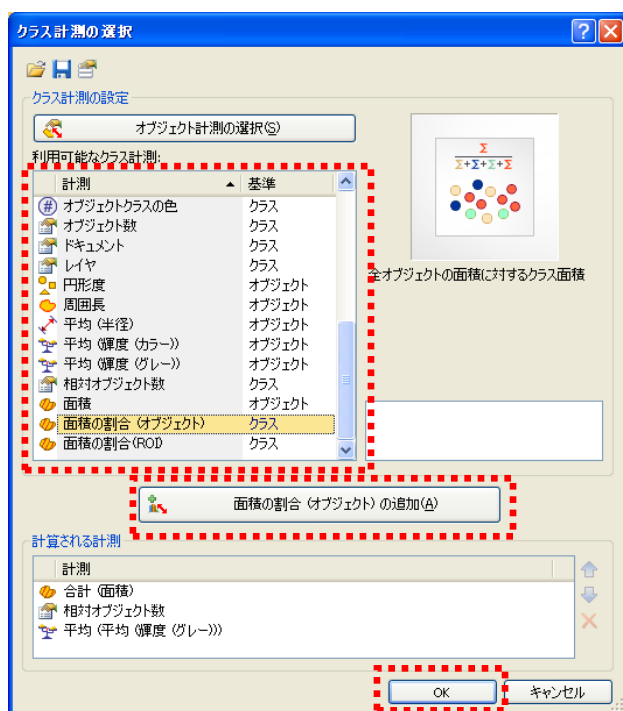 クラス計測の選択
クラス計測の設定
オブジェクト計測の選択(S)
利用可能なクラス計測:
計測 基準
オブジェクトクラスの色 クラス
オブジェクト数 クラス
ドキュメント クラス
レイヤ クラス
円形度 オブジェクト
周囲長 オブジェクト
平均 (半径) オブジェクト
平均 (輝度 (カラー)) オブジェクト
平均 (輝度 (グレー)) オブジェクト
相対オブジェクト数 クラス
面積 オブジェクト
面積の割合 (オブジェクト) クラス
面積の割合(ROI) クラス
Σ
Σ+Σ+Σ+Σ
全オブジェクトの面積に対するクラス面積
面積の割合 (オブジェクト) の追加(A)
計算される計測
計測
合計 (面積)
相対オブジェクト数
平均 (平均 (輝度 (グレー)))
OK キャンセル